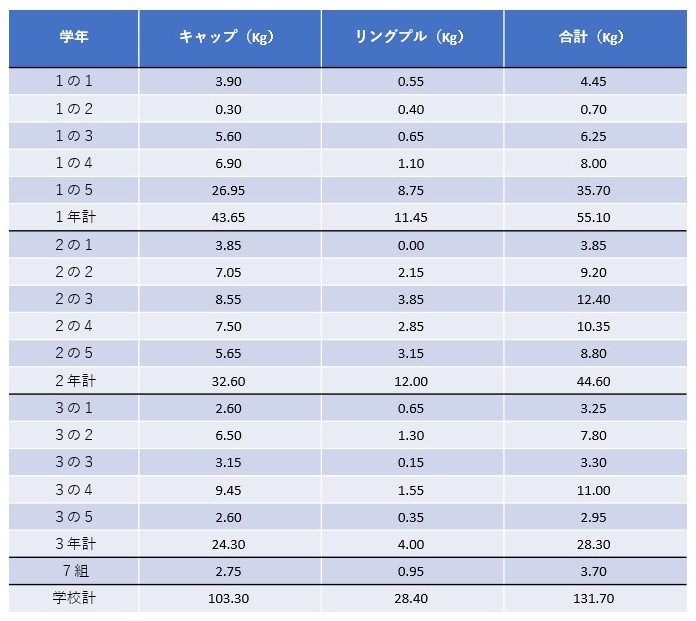 学年 キャップ（Kg） リングプル（Kg） 合計（Kg）
１の１ 3.90 0.55 4.45
１の２ 0.30 0.40 0.70
１の３ 5.60 0.65 6.25
１の４ 6.90 1.10 8.00
１の５ 26.95 8.75 35.70
１年計 43.65 11.45 55.10
２の１ 3.85 0.00 3.85
２の２ 7.05 2.15 9.20
２の３ 8.55 3.85 12.40
２の４ 7.50 2.85 10.35
２の５ 5.65 3.15 8.80
２年計 32.60 12.00 44.60
３の１ 2.60 0.65 3.25
３の２ 6.50 1.30 7.80
３の３ 3.15 0.15 3.30
３の４ 9.45 1.55 11.00
３の５ 2.60 0.35 2.95
３年計 24.30 4.00 28.30
７組 2.75 0.95 3.70
学校計 103.30 28.40 131.70